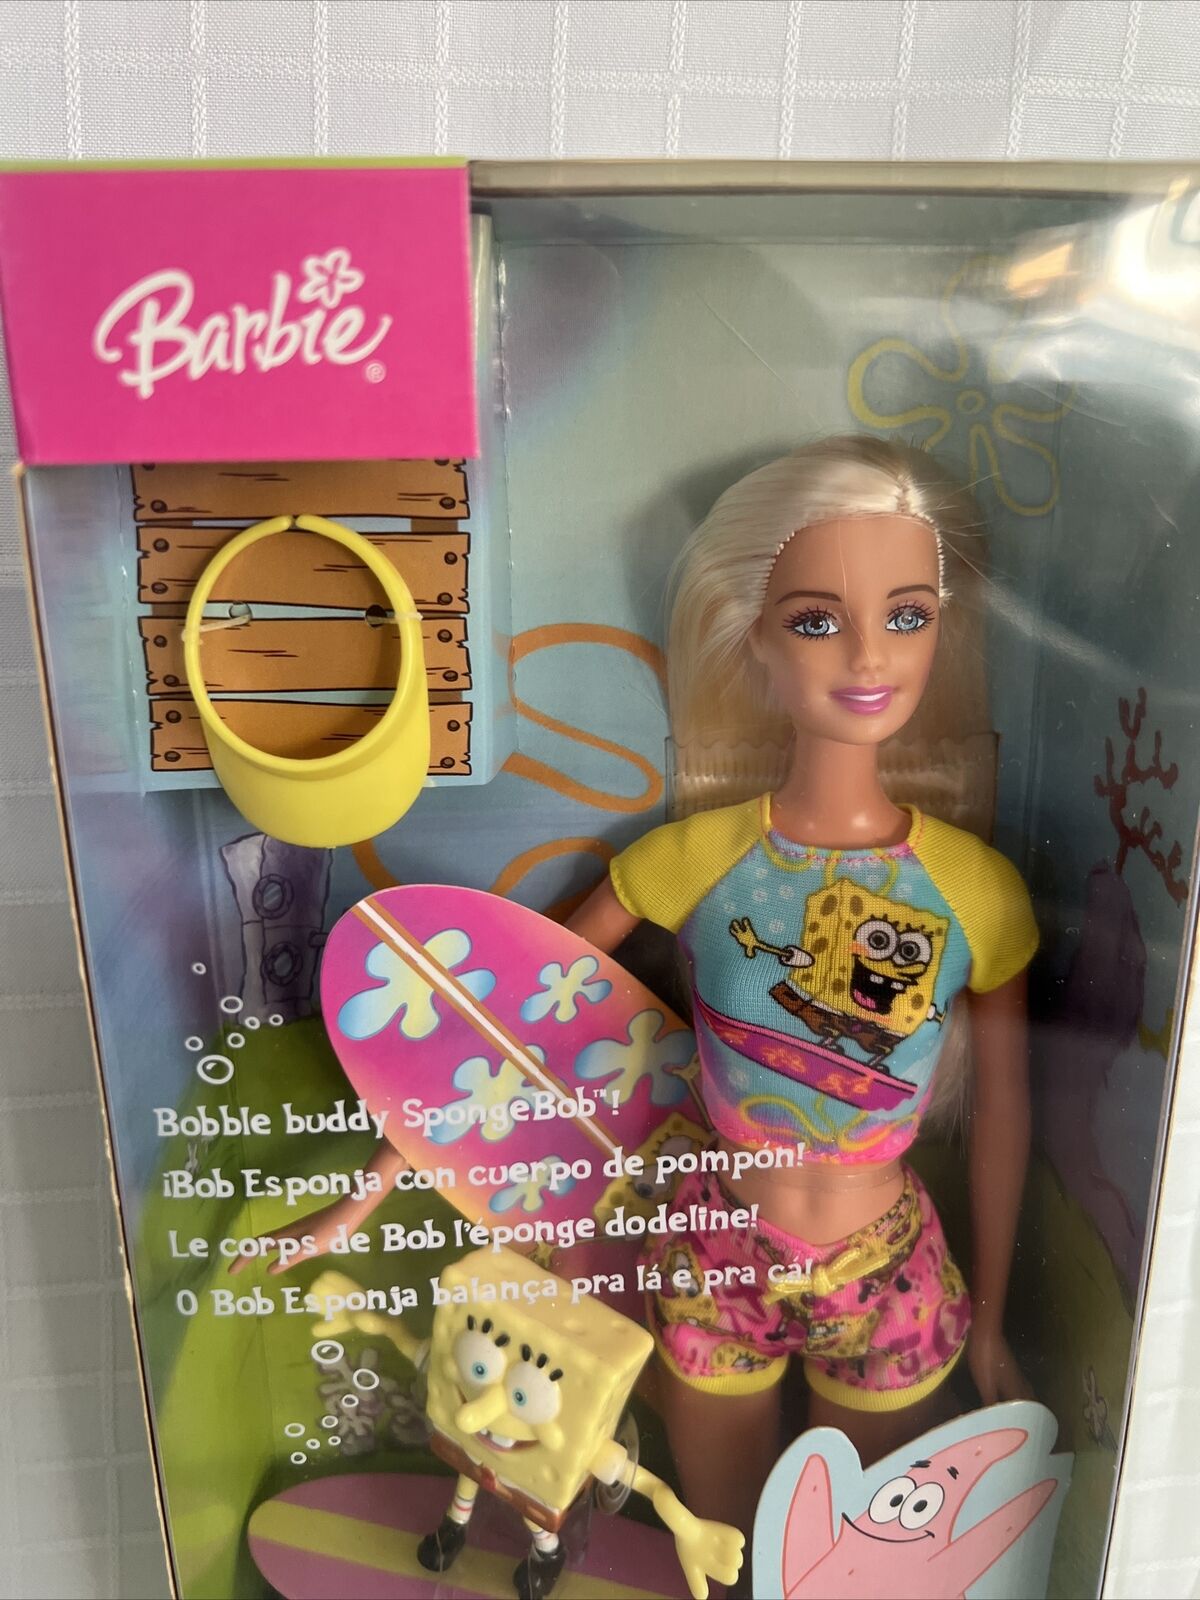 Barbie®
Bobble buddy SpongeBob™!
¡Bob Esponja con cuerpo de pompón!
Le corps de Bob l'éponge dodeline!
O Bob Esponja balança pra lá e pra cá!